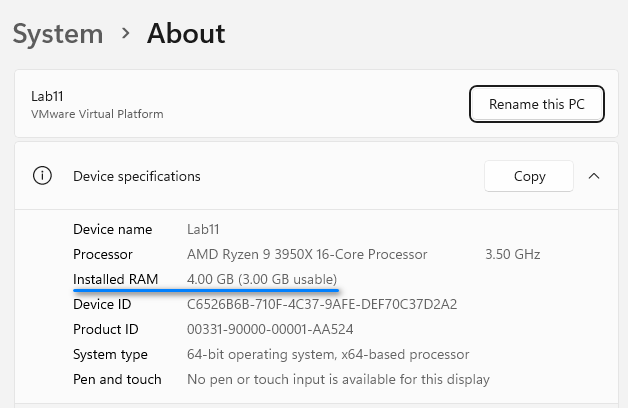 System > About
Lab11
VMware Virtual Platform
Rename this PC
Device specifications
Copy
Device name Lab11
Processor AMD Ryzen 9 3950X 16-Core Processor 3.50 GHz
Installed RAM 4.00 GB (3.00 GB usable)
Device ID C6526B6B-710F-4C37-9AFE-DEF70C37D2A2
Product ID 00331-90000-00001-AA524
System type 64-bit operating system, x64-based processor
Pen and touch No pen or touch input is available for this display